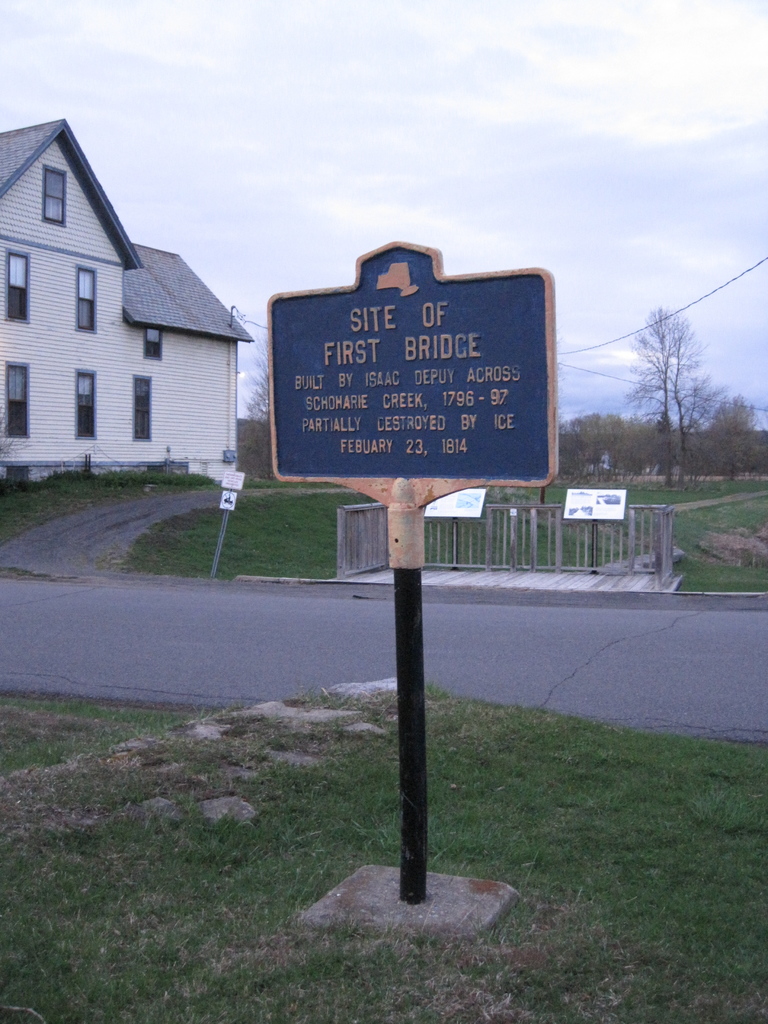 SITE OF
FIRST BRIDGE
BUILT BY ISAAC DEPUY ACROSS
SCHOHARIE CREEK, 1796 - 97
PARTIALLY DESTROYED BY ICE
FEBUARY 23, 1814